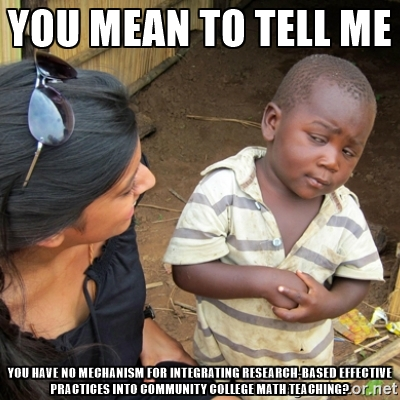 YOU MEAN TO TELL ME
YOU HAVE NO MECHANISM FOR INTEGRATING RESEARCH-BASED EFFECTIVE
PRACTICES INTO COMMUNITY COLLEGE MATH TEACHING?